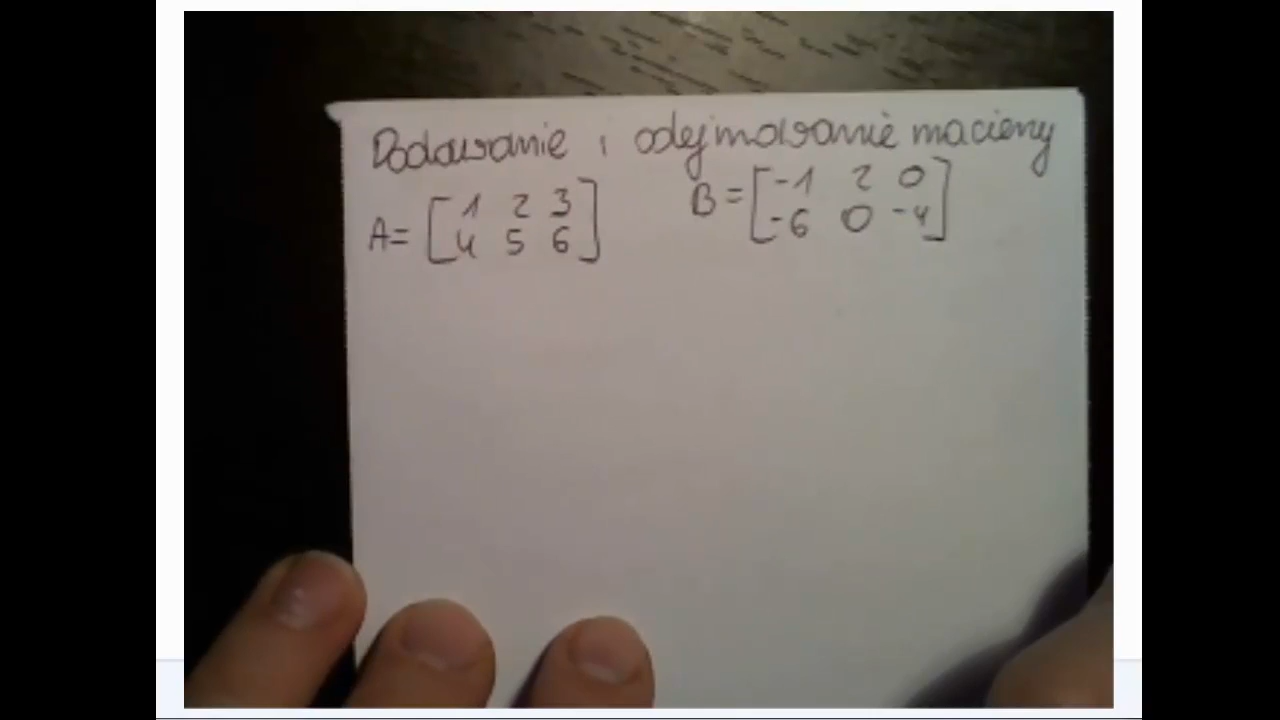 Dodawanie i odejmowanie macierzy
A= [1 2 3
4 5 6]
B= [-1 2 0
-6 0 -4]